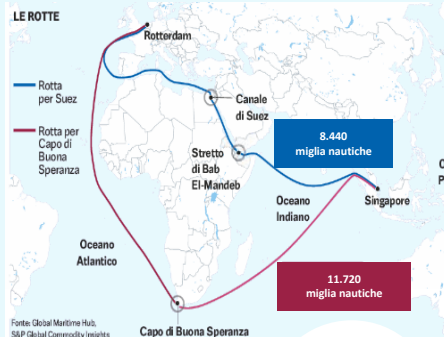 LE ROTTE
Rotterdam
Rotta
per Suez
Rotta per
Capo di
Buona
Speranza
Canale
di Suez
8.440
miglia nautiche
Stretto
di Bab
El-Mandeb
Oceano
Indiano
Singapore
Oceano
Atlantico
11.720
miglia nautiche
Fonte: Global Maritime Hub,
S&P Global Commodity Insights
Capo di Buona Speranza